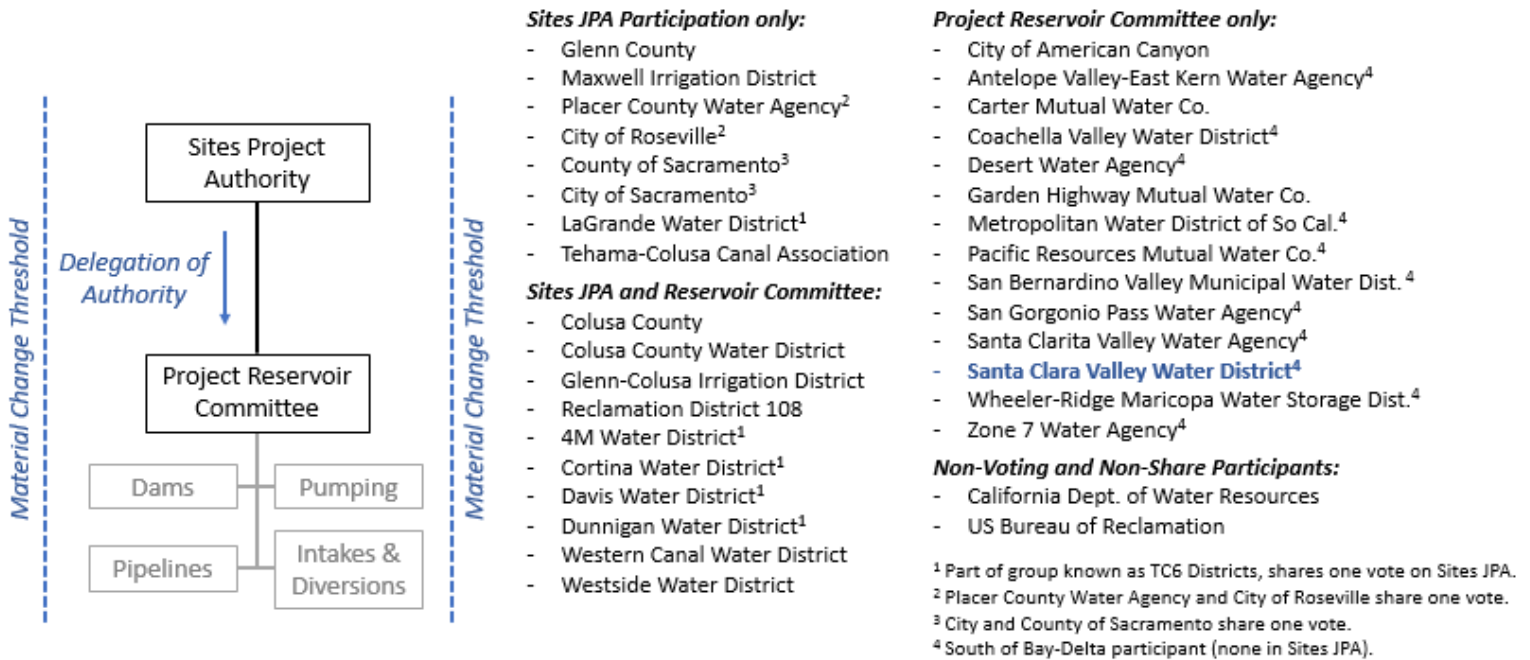 Material Change Threshold
Sites Project
Authority
Delegation of
Authority
Project Reservoir
Committee
Dams
Pumping
Pipelines
Intakes &
Diversions
Material Change Threshold
Sites JPA Participation only:
- Glenn County
- Maxwell Irrigation District
- Placer County Water Agency²
- City of Roseville²
- County of Sacramento³
- City of Sacramento³
- LaGrande Water District¹
- Tehama-Colusa Canal Association
Sites JPA and Reservoir Committee:
- Colusa County
- Colusa County Water District
- Glenn-Colusa Irrigation District
- Reclamation District 108
- 4M Water District¹
- Cortina Water District¹
- Davis Water District¹
- Dunnigan Water District¹
- Western Canal Water District
- Westside Water District
Project Reservoir Committee only:
- City of American Canyon
- Antelope Valley-East Kern Water Agency⁴
- Carter Mutual Water Co.
- Coachella Valley Water District⁴
- Desert Water Agency⁴
- Garden Highway Mutual Water Co.
- Metropolitan Water District of So Cal.⁴
- Pacific Resources Mutual Water Co.⁴
- San Bernardino Valley Municipal Water Dist. ⁴
- San Gorgonio Pass Water Agency⁴
- Santa Clarita Valley Water Agency⁴
- Santa Clara Valley Water District⁴
- Wheeler-Ridge Maricopa Water Storage Dist.⁴
- Zone 7 Water Agency⁴
Non-Voting and Non-Share Participants:
- California Dept. of Water Resources
- US Bureau of Reclamation
¹ Part of group known as TC6 Districts, shares one vote on Sites JPA.
² Placer County Water Agency and City of Roseville share one vote.
³ City and County of Sacramento share one vote.
⁴ South of Bay-Delta participant (none in Sites JPA).